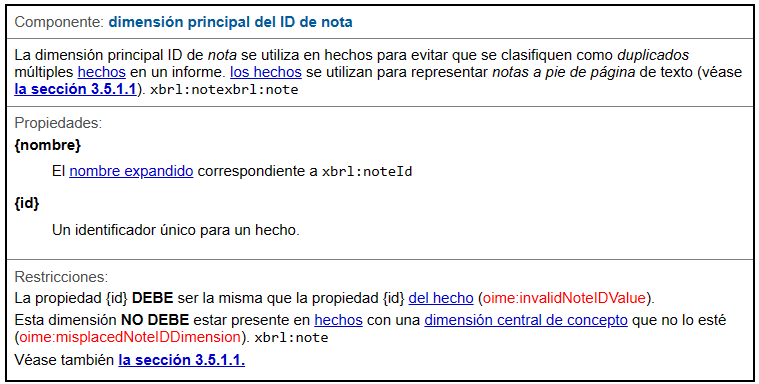 Componente: dimensión principal del ID de nota
La dimensión principal ID de nota se utiliza en hechos para evitar que se clasifiquen como duplicados
múltiples hechos en un informe. los hechos se utilizan para representar notas a pie de página de texto (véase
la sección 3.5.1.1). xbrl:notexbrl:note
Propiedades:
{nombre}
El nombre expandido correspondiente a xbrl:noteId
{id}
Un identificador único para un hecho.
Restricciones:
La propiedad {id} DEBE ser la misma que la propiedad {id} del hecho (oime:invalidNoteIDValue).
Esta dimensión NO DEBE estar presente en hechos con una dimensión central de concepto que no lo esté
(oime:misplacedNoteIDDimension). xbrl:note
Véase también la sección 3.5.1.1.